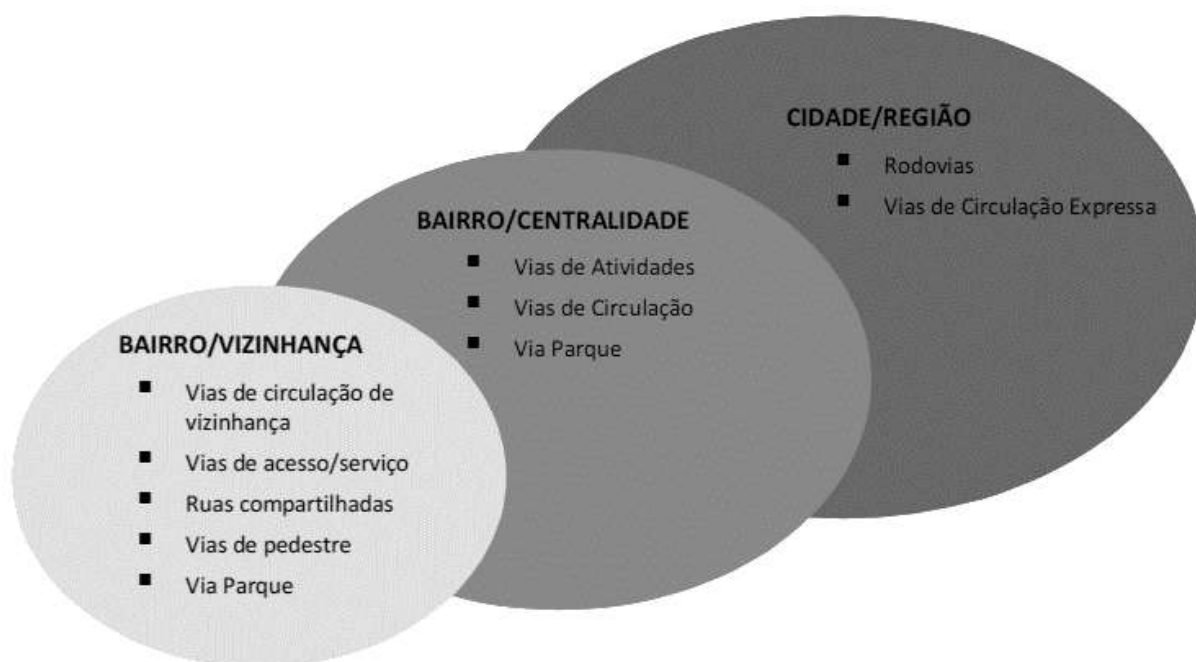 CIDADE/REGIÃO
▪ Rodovias
▪ Vias de Circulação Expressa
BAIRRO/CENTRALIDADE
▪ Vias de Atividades
▪ Vias de Circulação
▪ Via Parque
BAIRRO/VIZINHANÇA
▪ Vias de circulação de
vizinhança
▪ Vias de acesso/serviço
▪ Ruas compartilhadas
▪ Vias de pedestre
▪ Via Parque